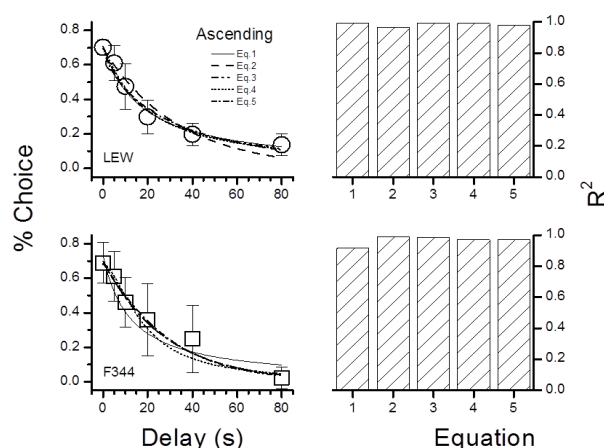 Ascending
Eq.1
Eq.2
Eq.3
Eq.4
Eq.5
0.8
0.6
0.4
0.2
0.0
LEW
0 20 40 60 80
1.0
0.8
0.6
0.4
0.2
0.0
1 2 3 4 5
% Choice
R2
0.8
0.6
0.4
0.2
0.0
F344
0 20 40 60 80
1.0
0.8
0.6
0.4
0.2
0.0
1 2 3 4 5
Delay (s)
Equation